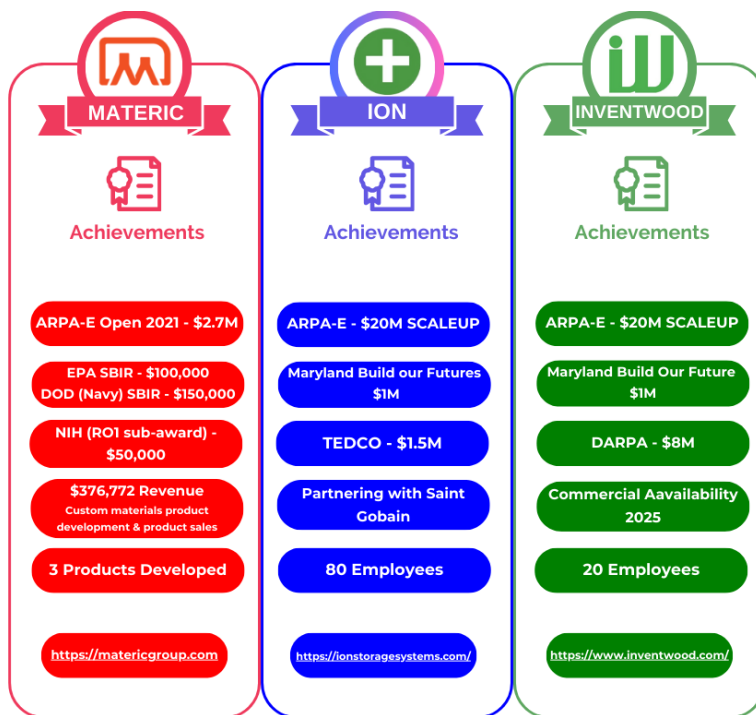 MATERIC
Achievements
ARPA-E Open 2021 - $2.7M
EPA SBIR - $100,000
DOD (Navy) SBIR - $150,000
NIH (RO1 sub-award) -
$50,000
$376,772 Revenue
Custom materials product
development & product sales
3 Products Developed
https://matericgroup.com
ION
Achievements
ARPA-E - $20M SCALEUP
Maryland Build our Futures
$1M
TEDCO - $1.5M
Partnering with Saint
Gobain
80 Employees
https://ionstoragesystems.com/
iW
INVENTWOOD
Achievements
ARPA-E - $20M SCALEUP
Maryland Build Our Future
$1M
DARPA - $8M
Commercial Aavailability
2025
20 Employees
https://www.inventwood.com/